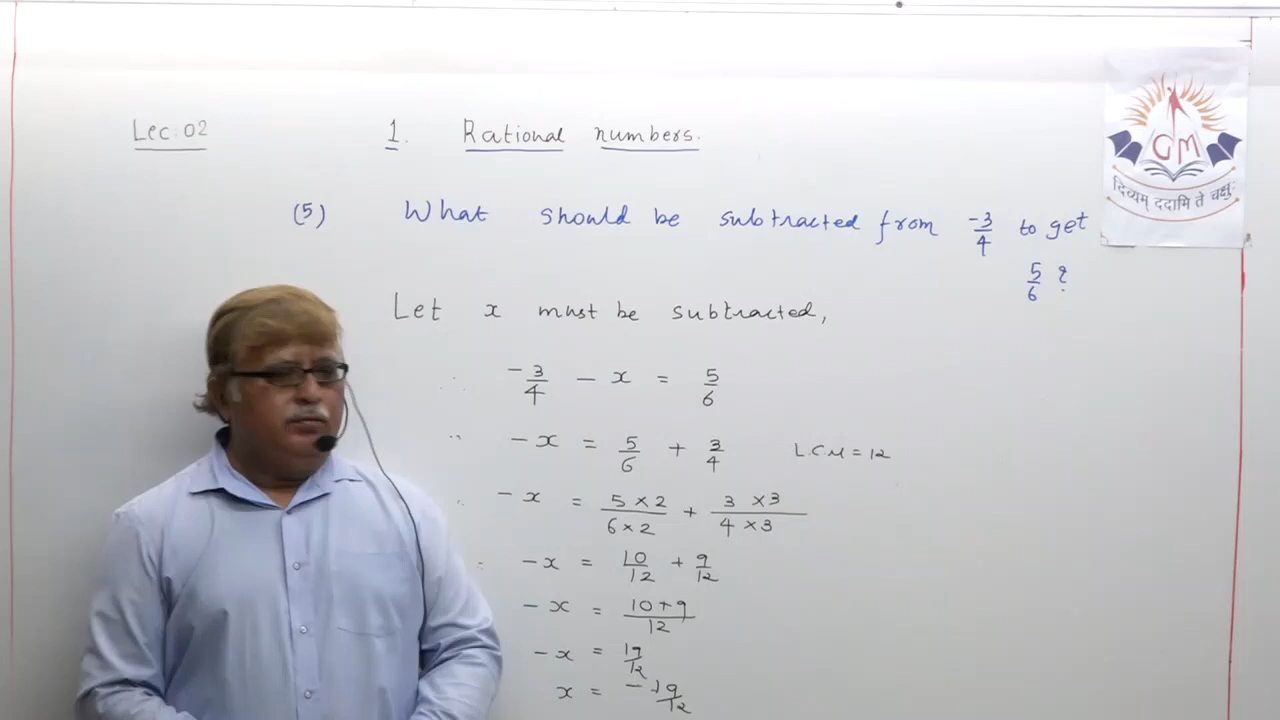 Lec: 02
1. Rational numbers.
GM
दिव्यम् ददामि ते चक्षुः
(5) What should be subtracted from -3/4 to get
5/6 ?
Let x must be subtracted,
∴ -3/4 - x = 5/6
∴ -x = 5/6 + 3/4 L.C.M = 12
∴ -x = 5×2/6×2 + 3×3/4×3
∴ -x = 10/12 + 9/12
-x = 10+9/12
-x = 19/12
x = -19/12